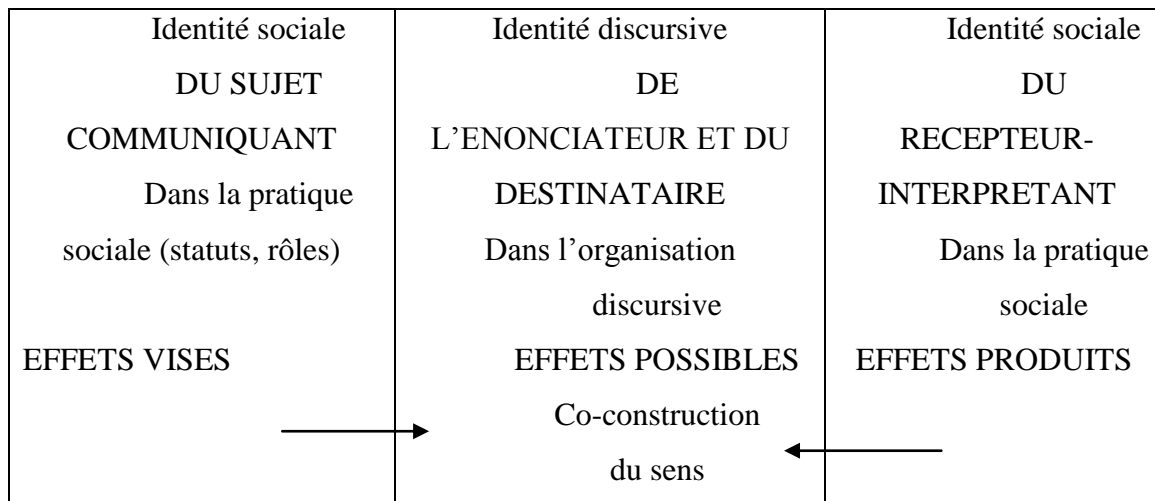 Identité sociale
DU SUJET
COMMUNIQUANT
Dans la pratique
sociale (statuts, rôles)
EFFETS VISES
Identité discursive
DE
L’ENONCIATEUR ET DU
DESTINATAIRE
Dans l’organisation
discursive
EFFETS POSSIBLES
Co-construction
du sens
Identité sociale
DU
RECEPTEUR-
INTERPRETANT
Dans la pratique
sociale
EFFETS PRODUITS